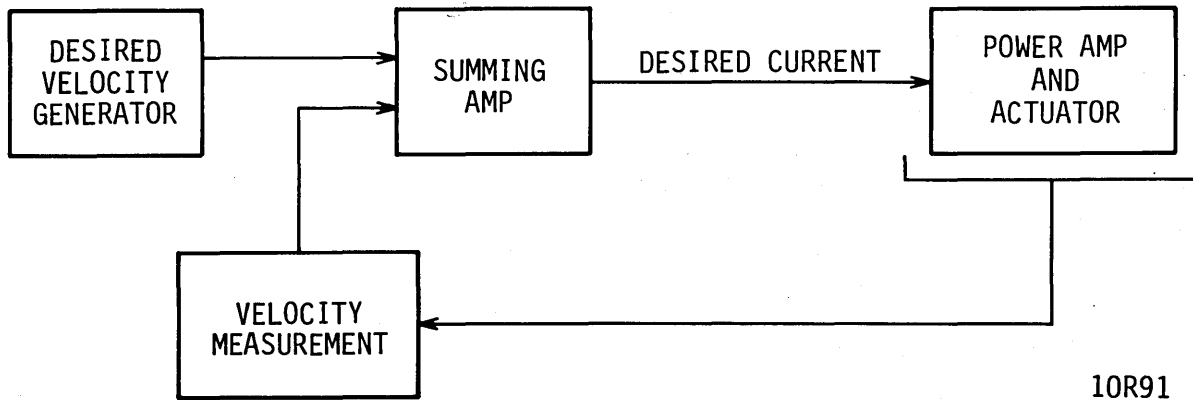 DESIRED
VELOCITY
GENERATOR
SUMMING
AMP
DESIRED CURRENT
POWER AMP
AND
ACTUATOR
VELOCITY
MEASUREMENT
10R91